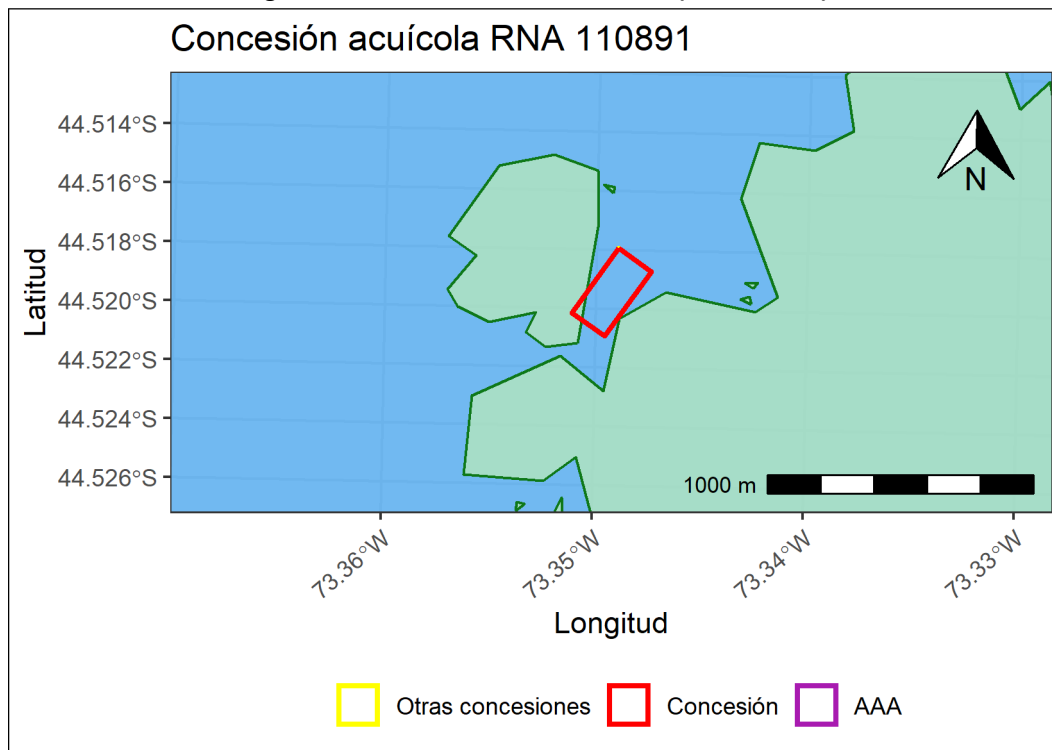 Concesión acuícola RNA 110891
44.514°S
44.516°S
44.518°S
44.520°S
44.522°S
44.524°S
44.526°S
Latitud
N
1000 m
73.36°W
73.35°W
73.34°W
73.33°W
Longitud
Otras concesiones
Concesión
AAA